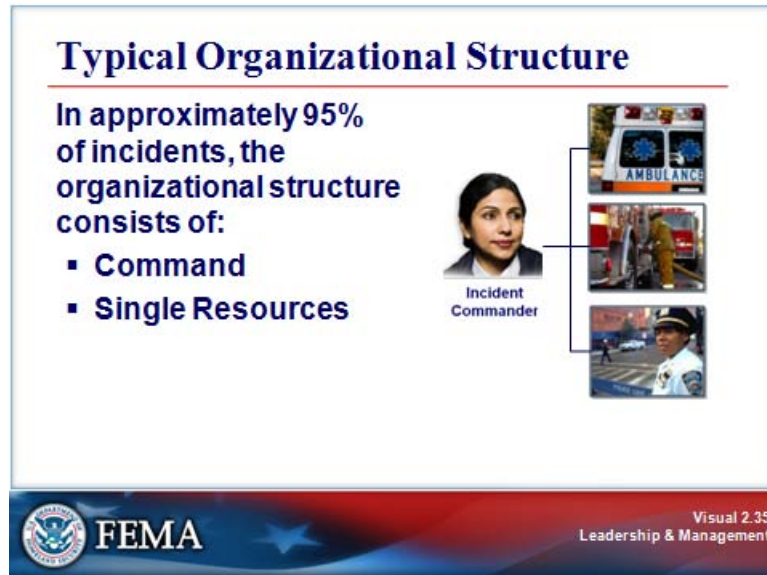 Typical Organizational Structure
In approximately 95%
of incidents, the
organizational structure
consists of:
▪ Command
▪ Single Resources
AMBULANCE
Incident
Commander
FEMA
Visual 2.35
Leadership & Management